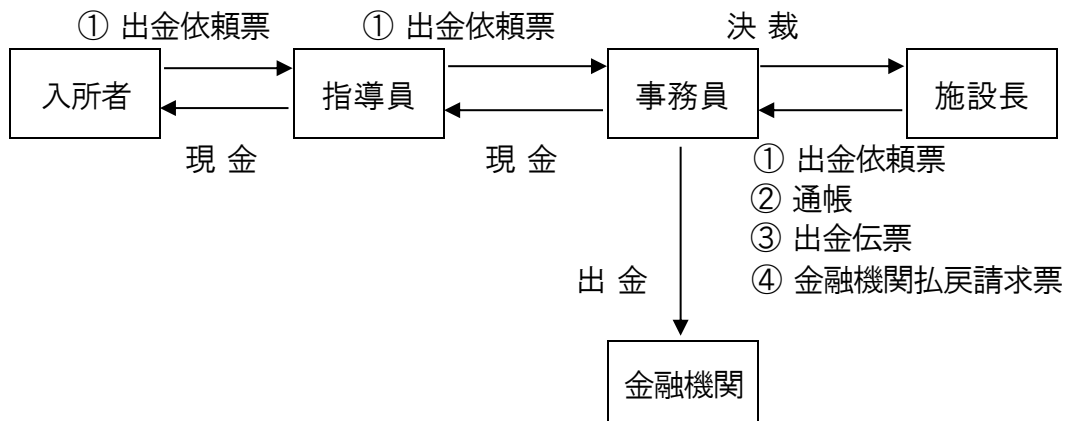 ① 出金依頼票
① 出金依頼票
決 裁
入所者
指導員
事務員
施設長
現 金
現 金
① 出金依頼票
② 通帳
③ 出金伝票
④ 金融機関払戻請求票
出 金
金融機関